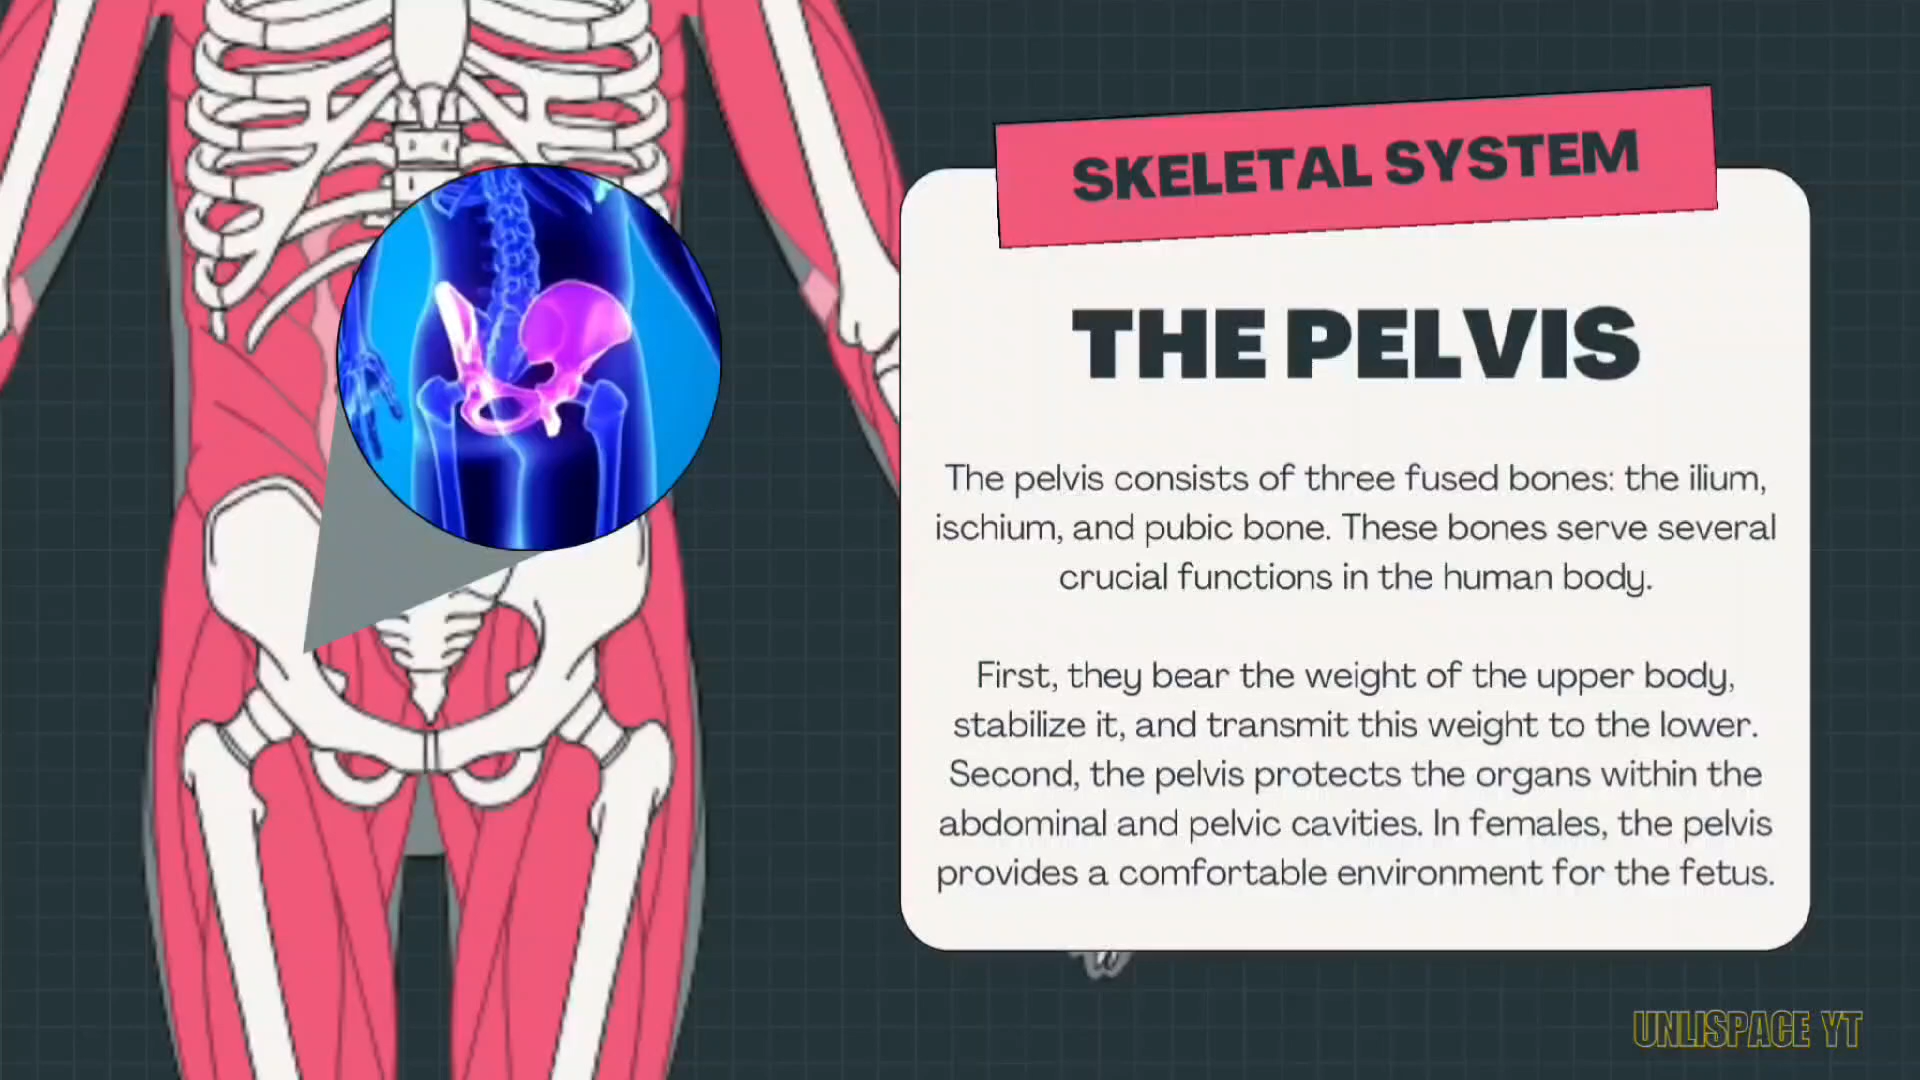 SKELETAL SYSTEM
THE PELVIS
The pelvis consists of three fused bones: the ilium,
ischium, and pubic bone. These bones serve several
crucial functions in the human body.
First, they bear the weight of the upper body,
stabilize it, and transmit this weight to the lower.
Second, the pelvis protects the organs within the
abdominal and pelvic cavities. In females, the pelvis
provides a comfortable environment for the fetus.
UNLISPACE YT